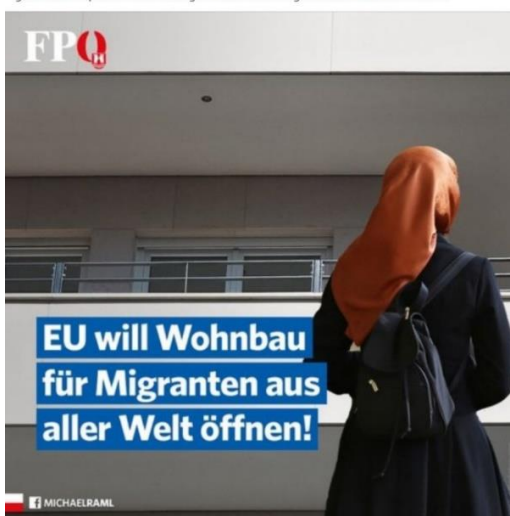 FPÖ
EU will Wohnbau
für Migranten aus
aller Welt öffnen!
MICHAELRAML